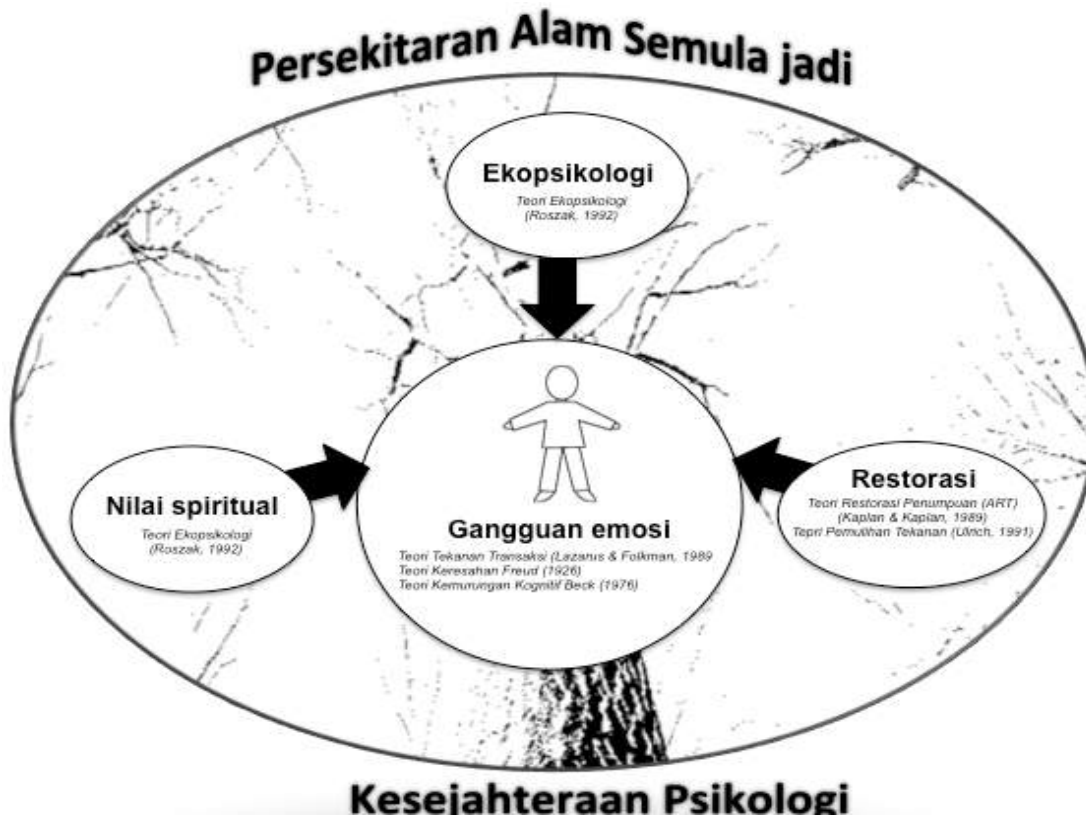 Persekitaran Alam Semula jadi
Ekopsikologi
Teori Ekopsikologi
(Roszak, 1992)
Nilai spiritual
Teori Ekopsikologi
(Roszak, 1992)
Restorasi
Teori Restorasi Penumpuan (ART)
(Kaplan & Kaplan, 1989)
Tepri Pemulihan Tekanan (Ulrich, 1991)
Gangguan emosi
Teori Tekanan Transaksi (Lazarus & Folkman, 1989
Teori Keresahan Freud (1926)
Teori Kemurungan Kognitif Beck (1976)
Kesejahteraan Psikologi